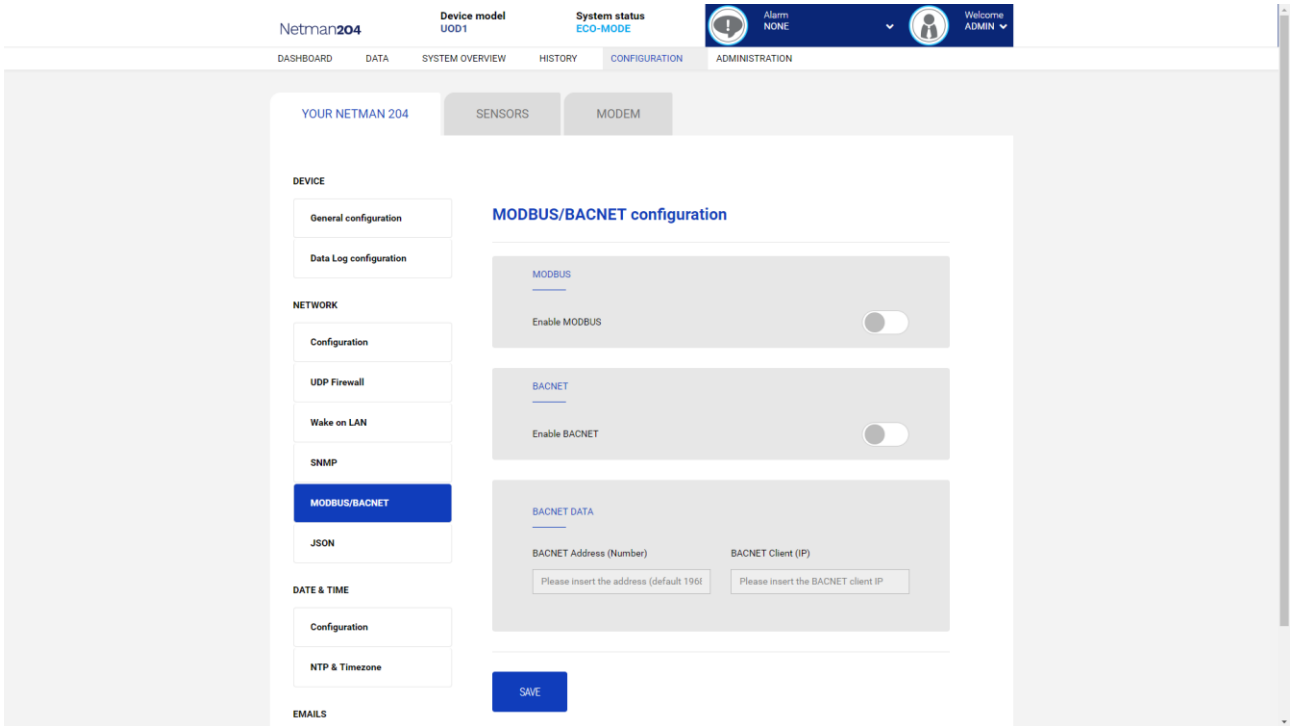 Netman204
Device model
UOD1
System status
ECO-MODE
Alarm
NONE
Welcome
ADMIN
DASHBOARD DATA SYSTEM OVERVIEW HISTORY CONFIGURATION ADMINISTRATION
YOUR NETMAN 204 SENSORS MODEM
DEVICE
General configuration
Data Log configuration
NETWORK
Configuration
UDP Firewall
Wake on LAN
SNMP
MODBUS/BACNET
JSON
DATE & TIME
Configuration
NTP & Timezone
EMAILS
MODBUS/BACNET configuration
MODBUS
Enable MODBUS
BACNET
Enable BACNET
BACNET DATA
BACNET Address (Number)
Please insert the address (default
BACNET Client (IP)
Please insert the BACNET client IP
SAVE